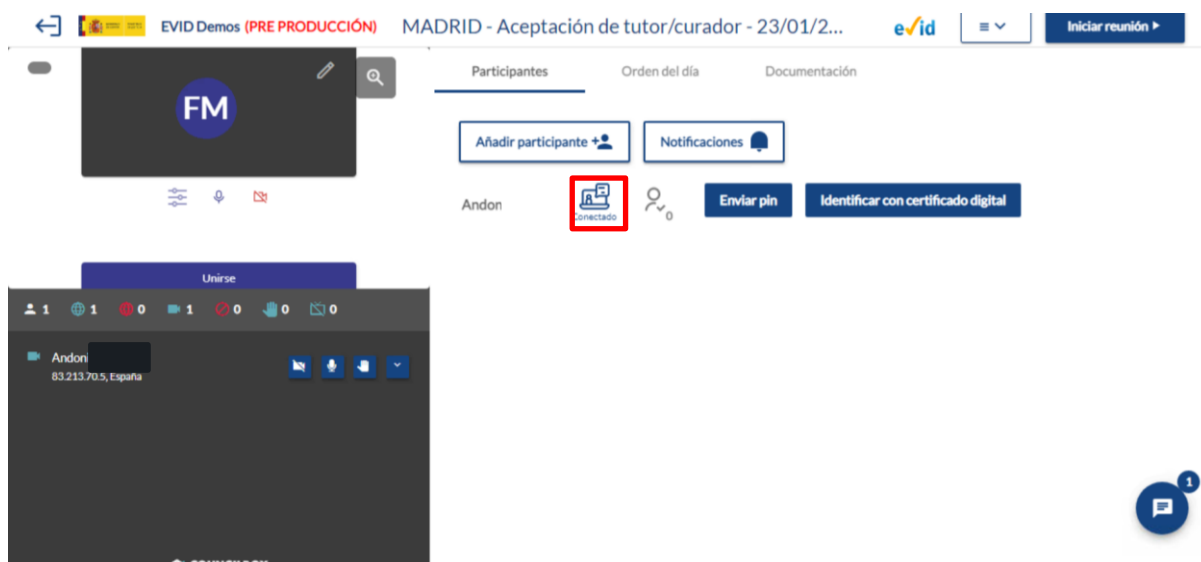 EVID Demos (PRE PRODUCCIÓN)
MADRID - Aceptación de tutor/curador - 23/01/2...
e✓id
Iniciar reunión
FM
Participantes
Orden del día
Documentación
Añadir participante
Notificaciones
Andon
Conectado
0
Enviar pin
Identificar con certificado digital
Unirse
1 1 0 1 0 0 0
Andoni
83.213.70.5, España
1